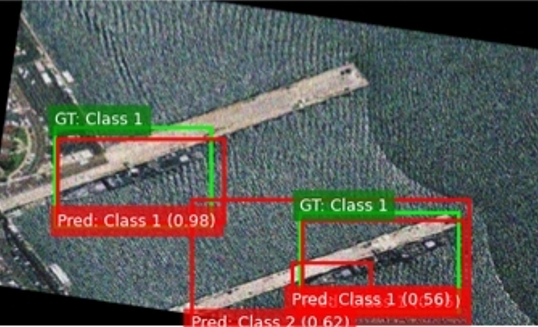 GT: Class 1
Pred: Class 1 (0.98)
GT: Class 1
Pred: Class 1 (0.56)
Pred: Class 2 (0.62)